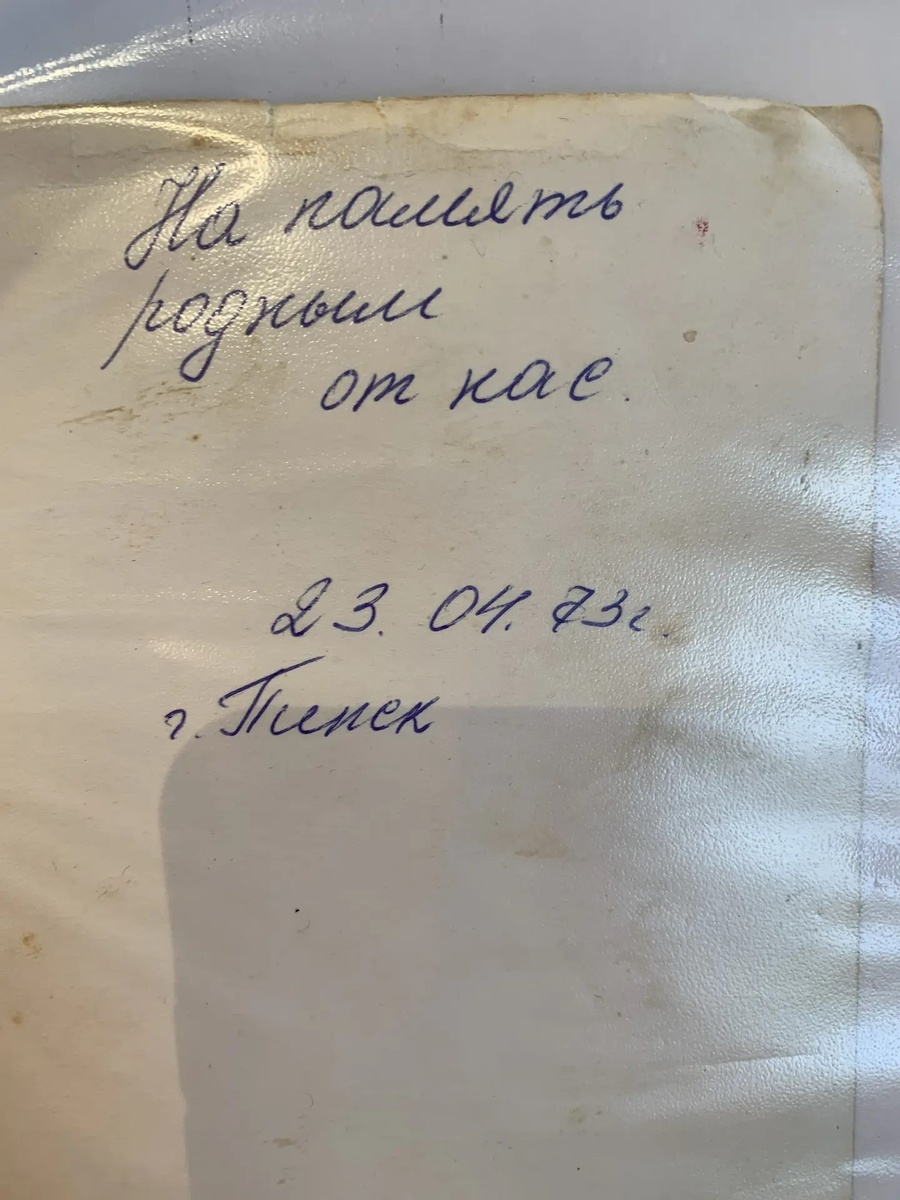 На память
родным
от нас.
23. 04. 73г.
г. Пинск